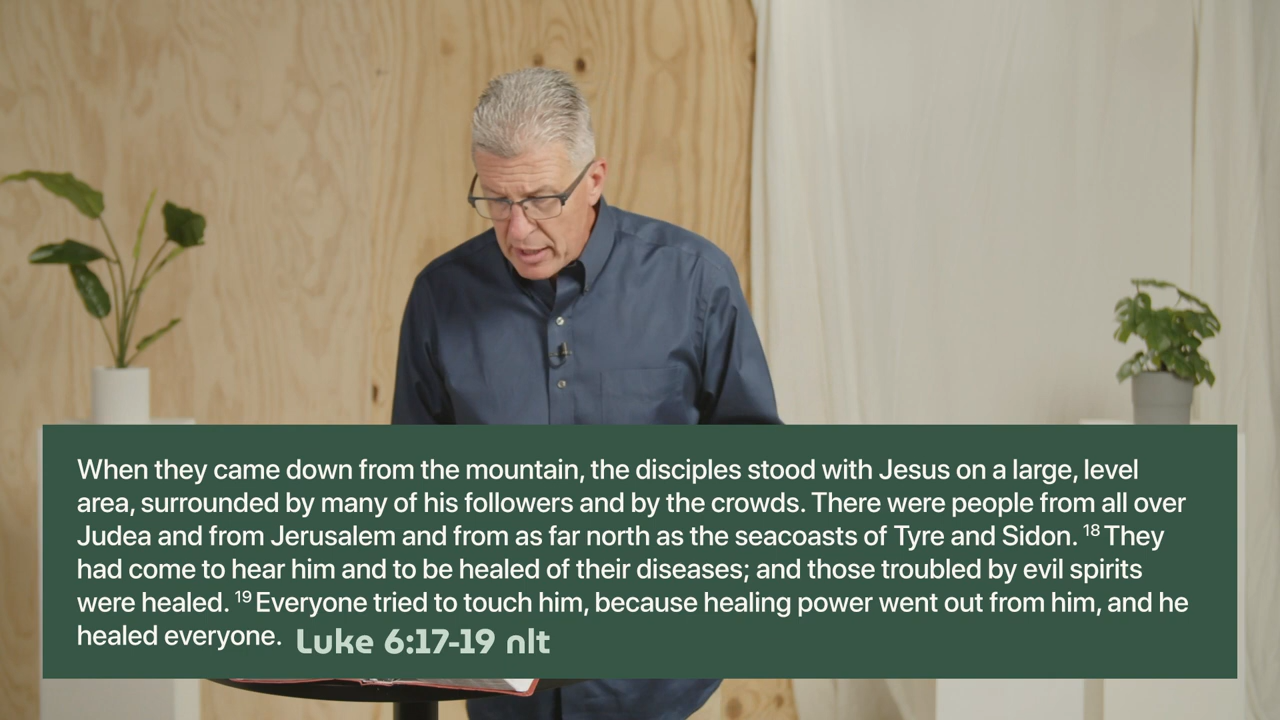 When they came down from the mountain, the disciples stood with Jesus on a large, level
area, surrounded by many of his followers and by the crowds. There were people from all over
Judea and from Jerusalem and from as far north as the seacoasts of Tyre and Sidon. ¹⁸ They
had come to hear him and to be healed of their diseases; and those troubled by evil spirits
were healed. ¹⁹ Everyone tried to touch him, because healing power went out from him, and he
healed everyone. Luke 6:17-19 nlt